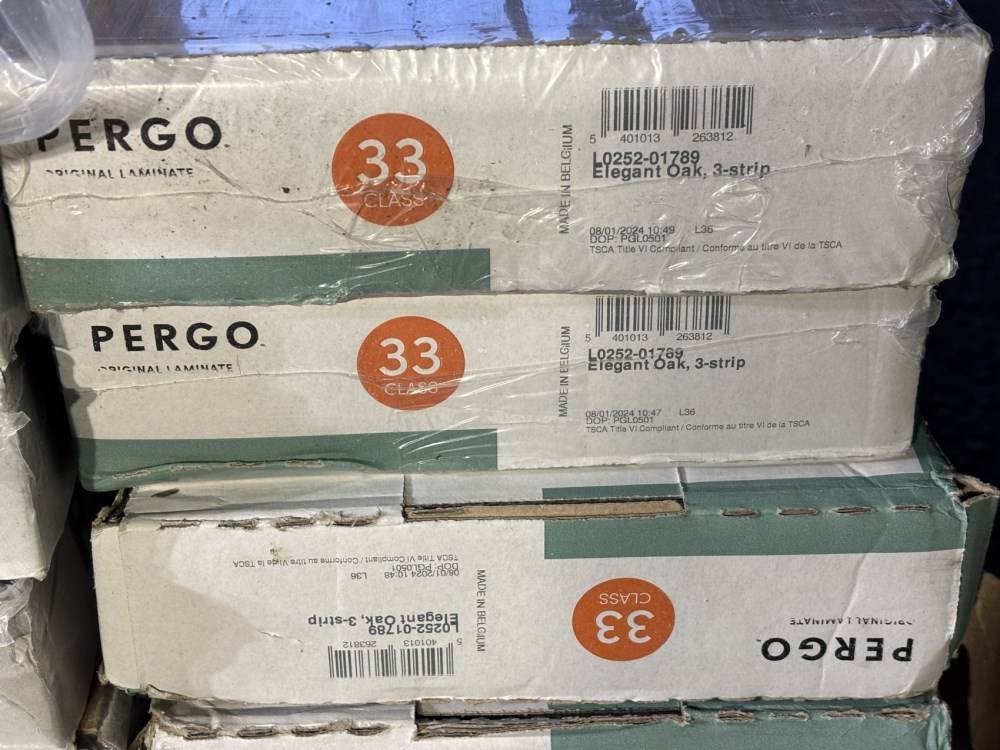 PERGO
ORIGINAL LAMINATE
33
CLASS
MADE IN BELGIUM
5 401013 263812
L0252-01789
Elegant Oak, 3-strip
08/01/2024 10:49 L36
DOP: PGL0501
TSCA Title VI Compliant / Conforme au titre VI de la TSCA
PERGO
ORIGINAL LAMINATE
33
CLASS
MADE IN BELGIUM
5 401013 263812
L0252-01789
Elegant Oak, 3-strip
08/01/2024 10:47 L36
DOP: PGL0501
TSCA Title VI Compliant / Conforme au titre VI de la TSCA
PERGO
ORIGINAL LAMINATE
33
CLASS
MADE IN BELGIUM
5 401013 263812
L0252-01789
Elegant Oak, 3-strip
08/01/2024 10:48 L36
DOP: PGL0501
TSCA Title VI Compliant / Conforme au titre VI de la TSCA